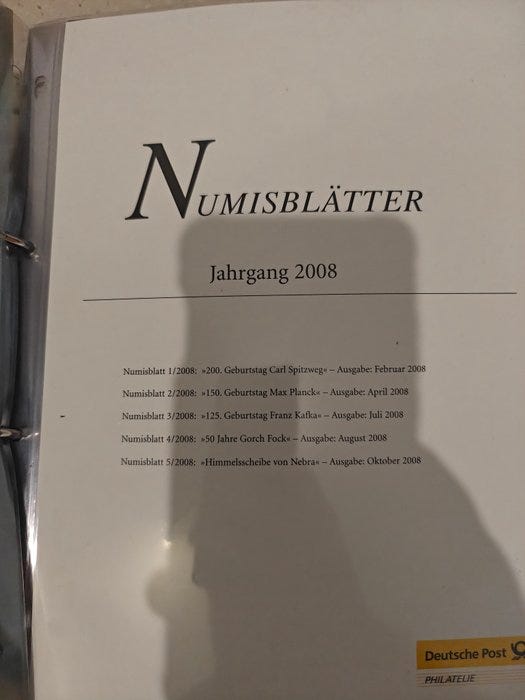 NUMISBLÄTTER
Jahrgang 2008
Numisblatt 1/2008: »200. Geburtstag Carl Spitzweg« – Ausgabe: Februar 2008
Numisblatt 2/2008: »150. Geburtstag Max Planck« – Ausgabe: April 2008
Numisblatt 3/2008: »125. Geburtstag Franz Kafka« – Ausgabe: Juli 2008
Numisblatt 4/2008: »50 Jahre Gorch Fock« – Ausgabe: August 2008
Numisblatt 5/2008: »Himmelsscheibe von Nebra« – Ausgabe: Oktober 2008
Deutsche Post
PHILATELIE